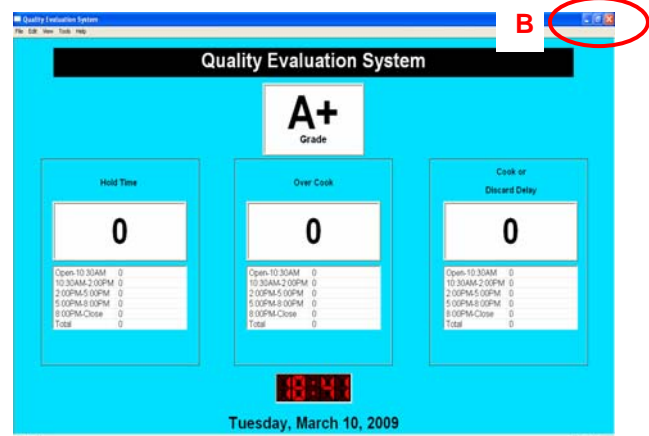 Quality Evaluation System
B
File Edit View Tools Help
Quality Evaluation System
A+
Grade
Hold Time
0
Open-10:30AM 0
10:30AM-2:00PM 0
2:00PM-5:00PM 0
5:00PM-8:00PM 0
8:00PM-Close 0
Total 0
Over Cook
0
Open-10:30AM 0
10:30AM-2:00PM 0
2:00PM-5:00PM 0
5:00PM-8:00PM 0
8:00PM-Close 0
Total 0
Cook or
Discard Delay
0
Open-10:30AM 0
10:30AM-2:00PM 0
2:00PM-5:00PM 0
5:00PM-8:00PM 0
8:00PM-Close 0
Total 0
18:41
Tuesday, March 10, 2009